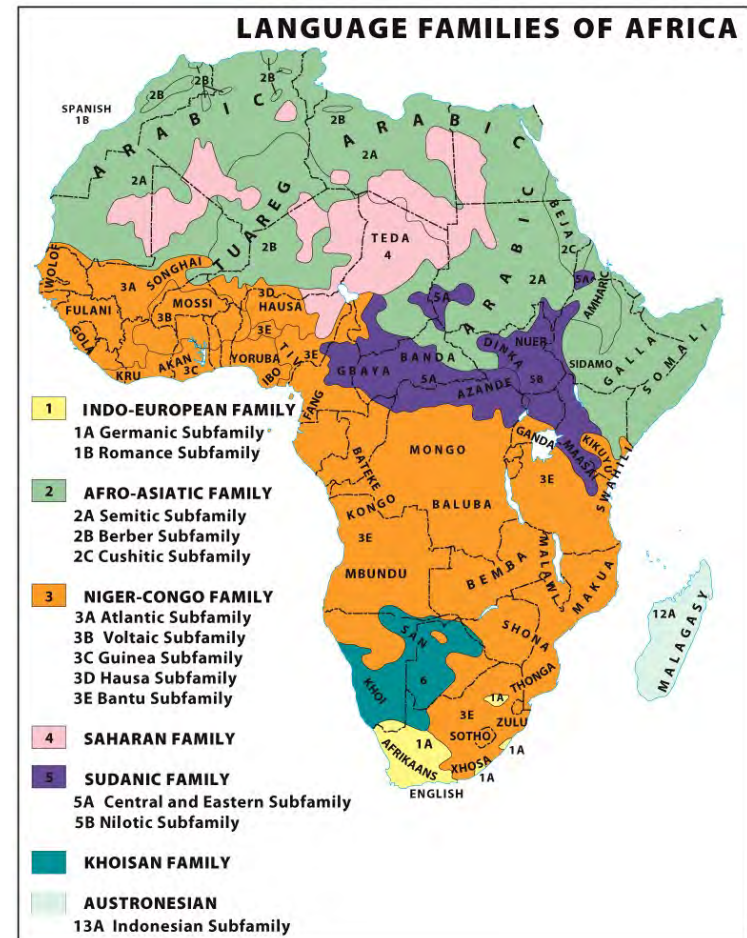 LANGUAGE FAMILIES OF AFRICA
SPANISH
1B
2B
2B
2B
2B
ARABIC
ARABIC
2A
2A
TUAREG
2B
TEDA
4
ARABIC
2A
BEJA
2C
5A
AMHARIC
5A
WOLOF
3A
SONGHAI
FULANI
3B
MOSSI
3D
HAUSA
3E
GOLA
KRU
AKAN
3C
YORUBA
IBO
TIV
3E
GBAYA
BANDA
5A
AZANDE
DINKA
NUER
5B
SIDAMO
GALLA
SOMALI
FANG
BATEKE
MONGO
GANDA
MAASAI
KIKUYU
SWAHILI
3E
KONGO
BALUBA
3E
MBUNDU
BEMBA
MALAWI
MAKUA
SAN
SHONA
KHOI
6
THONGA
1A
3E
ZULU
SOTHO
1A
1A
AFRIKAANS
XHOSA
1A
ENGLISH
12A
MALAGASY
1 INDO-EUROPEAN FAMILY
1A Germanic Subfamily
1B Romance Subfamily
2 AFRO-ASIATIC FAMILY
2A Semitic Subfamily
2B Berber Subfamily
2C Cushitic Subfamily
3 NIGER-CONGO FAMILY
3A Atlantic Subfamily
3B Voltaic Subfamily
3C Guinea Subfamily
3D Hausa Subfamily
3E Bantu Subfamily
4 SAHARAN FAMILY
5 SUDANIC FAMILY
5A Central and Eastern Subfamily
5B Nilotic Subfamily
KHOISAN FAMILY
AUSTRONESIAN
13A Indonesian Subfamily